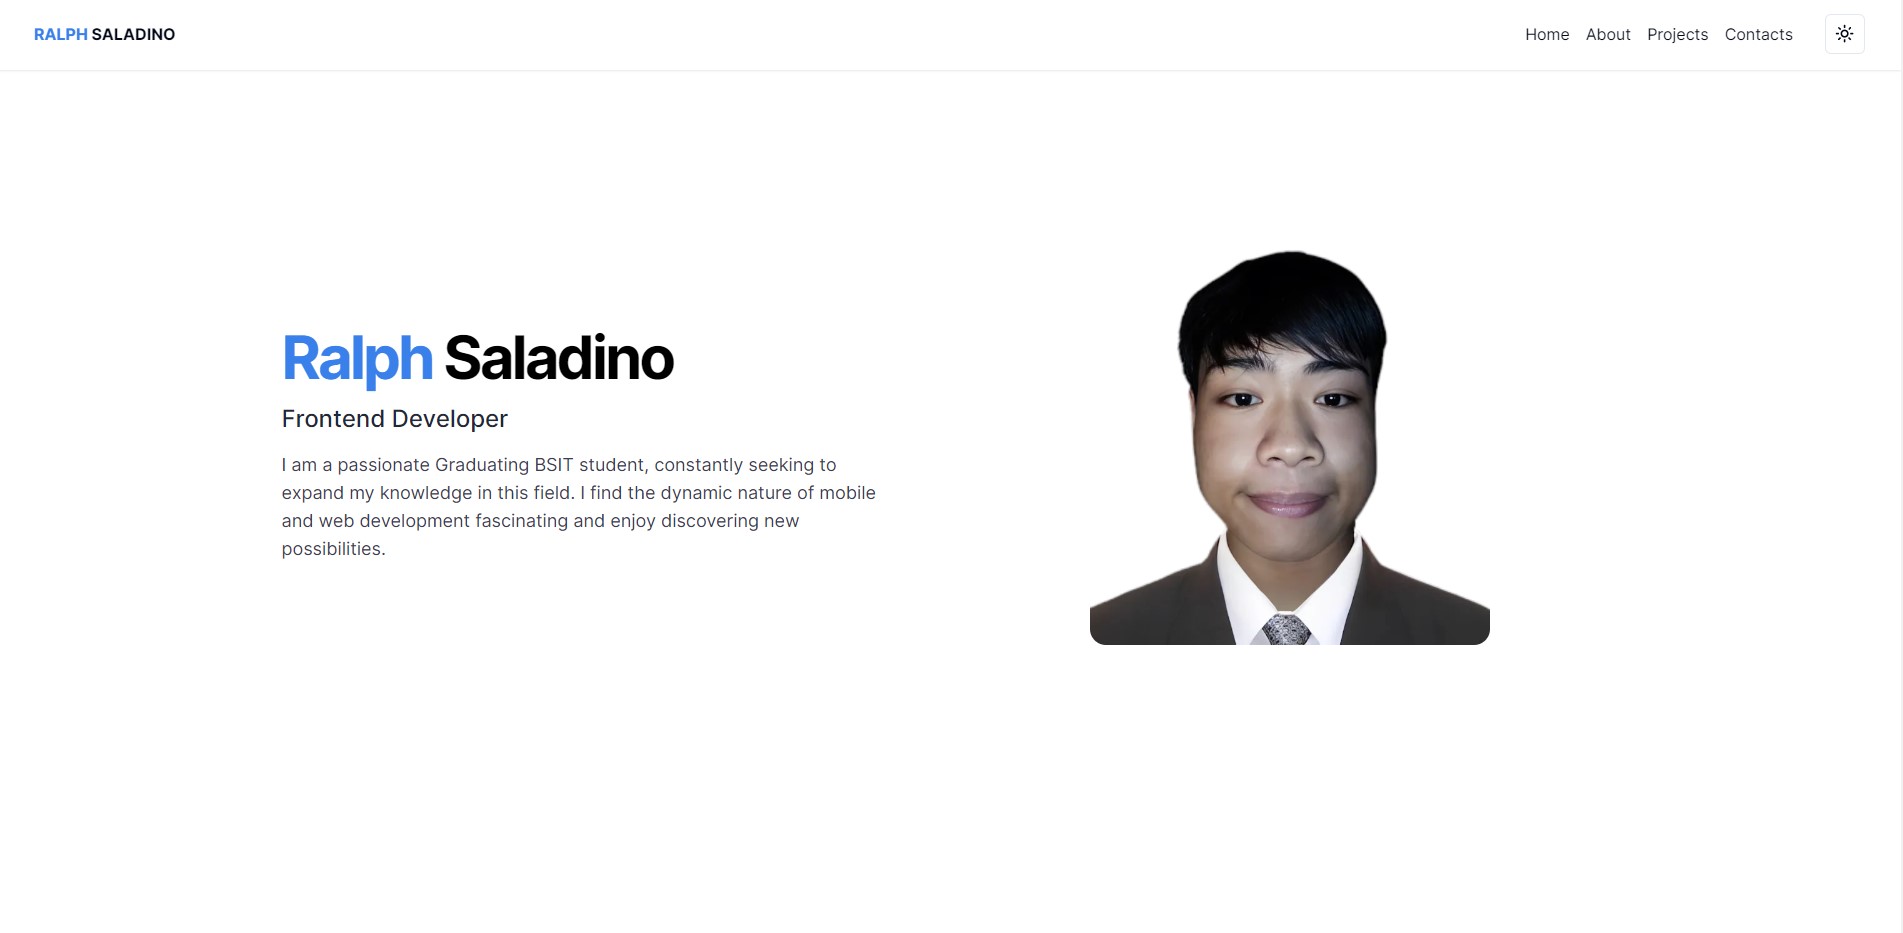 RALPH SALADINO
Home About Projects Contacts
Ralph Saladino
Frontend Developer
I am a passionate Graduating BSIT student, constantly seeking to
expand my knowledge in this field. I find the dynamic nature of mobile
and web development fascinating and enjoy discovering new
possibilities.